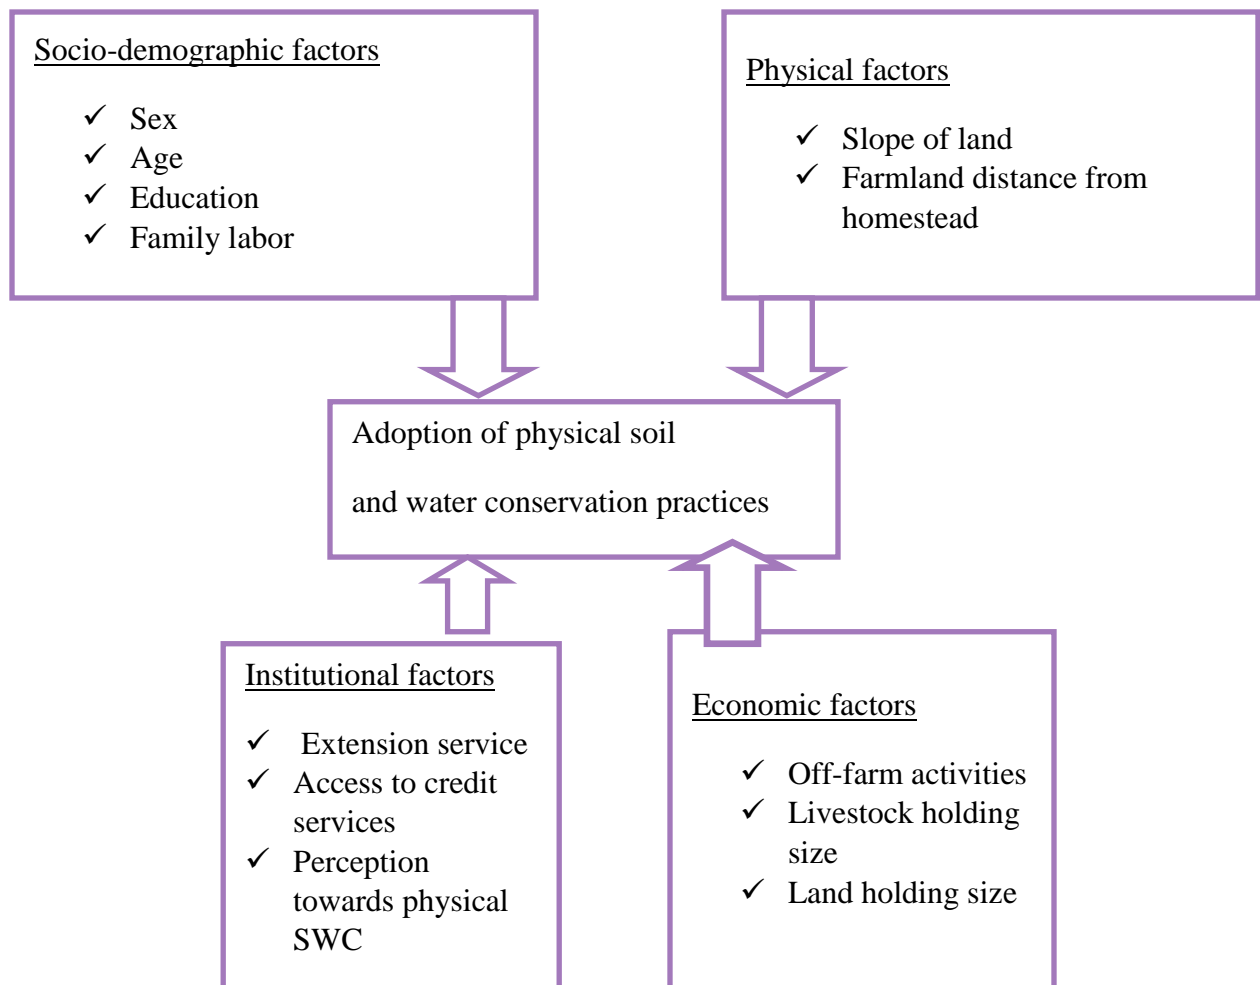 Socio-demographic factors
✓ Sex
✓ Age
✓ Education
✓ Family labor
Physical factors
✓ Slope of land
✓ Farmland distance from
homestead
Adoption of physical soil
and water conservation practices
Institutional factors
✓ Extension service
✓ Access to credit
services
✓ Perception
towards physical
SWC
Economic factors
✓ Off-farm activities
✓ Livestock holding
size
✓ Land holding size